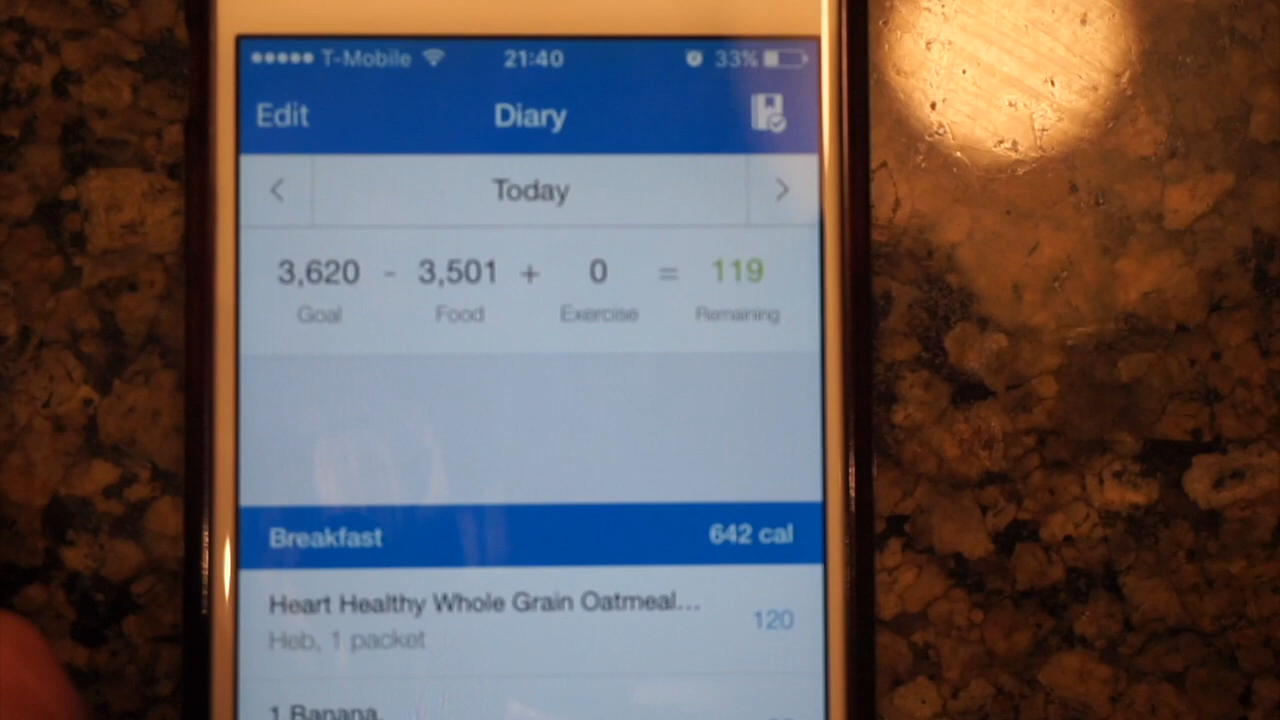 ●●●●● T-Mobile 21:40 33%
Edit Diary
< Today >
3,620 - 3,501 + 0 = 119
Goal Food Exercise Remaining
Breakfast 642 cal
Heart Healthy Whole Grain Oatmeal...
120
Heb, 1 packet
1 Banana,